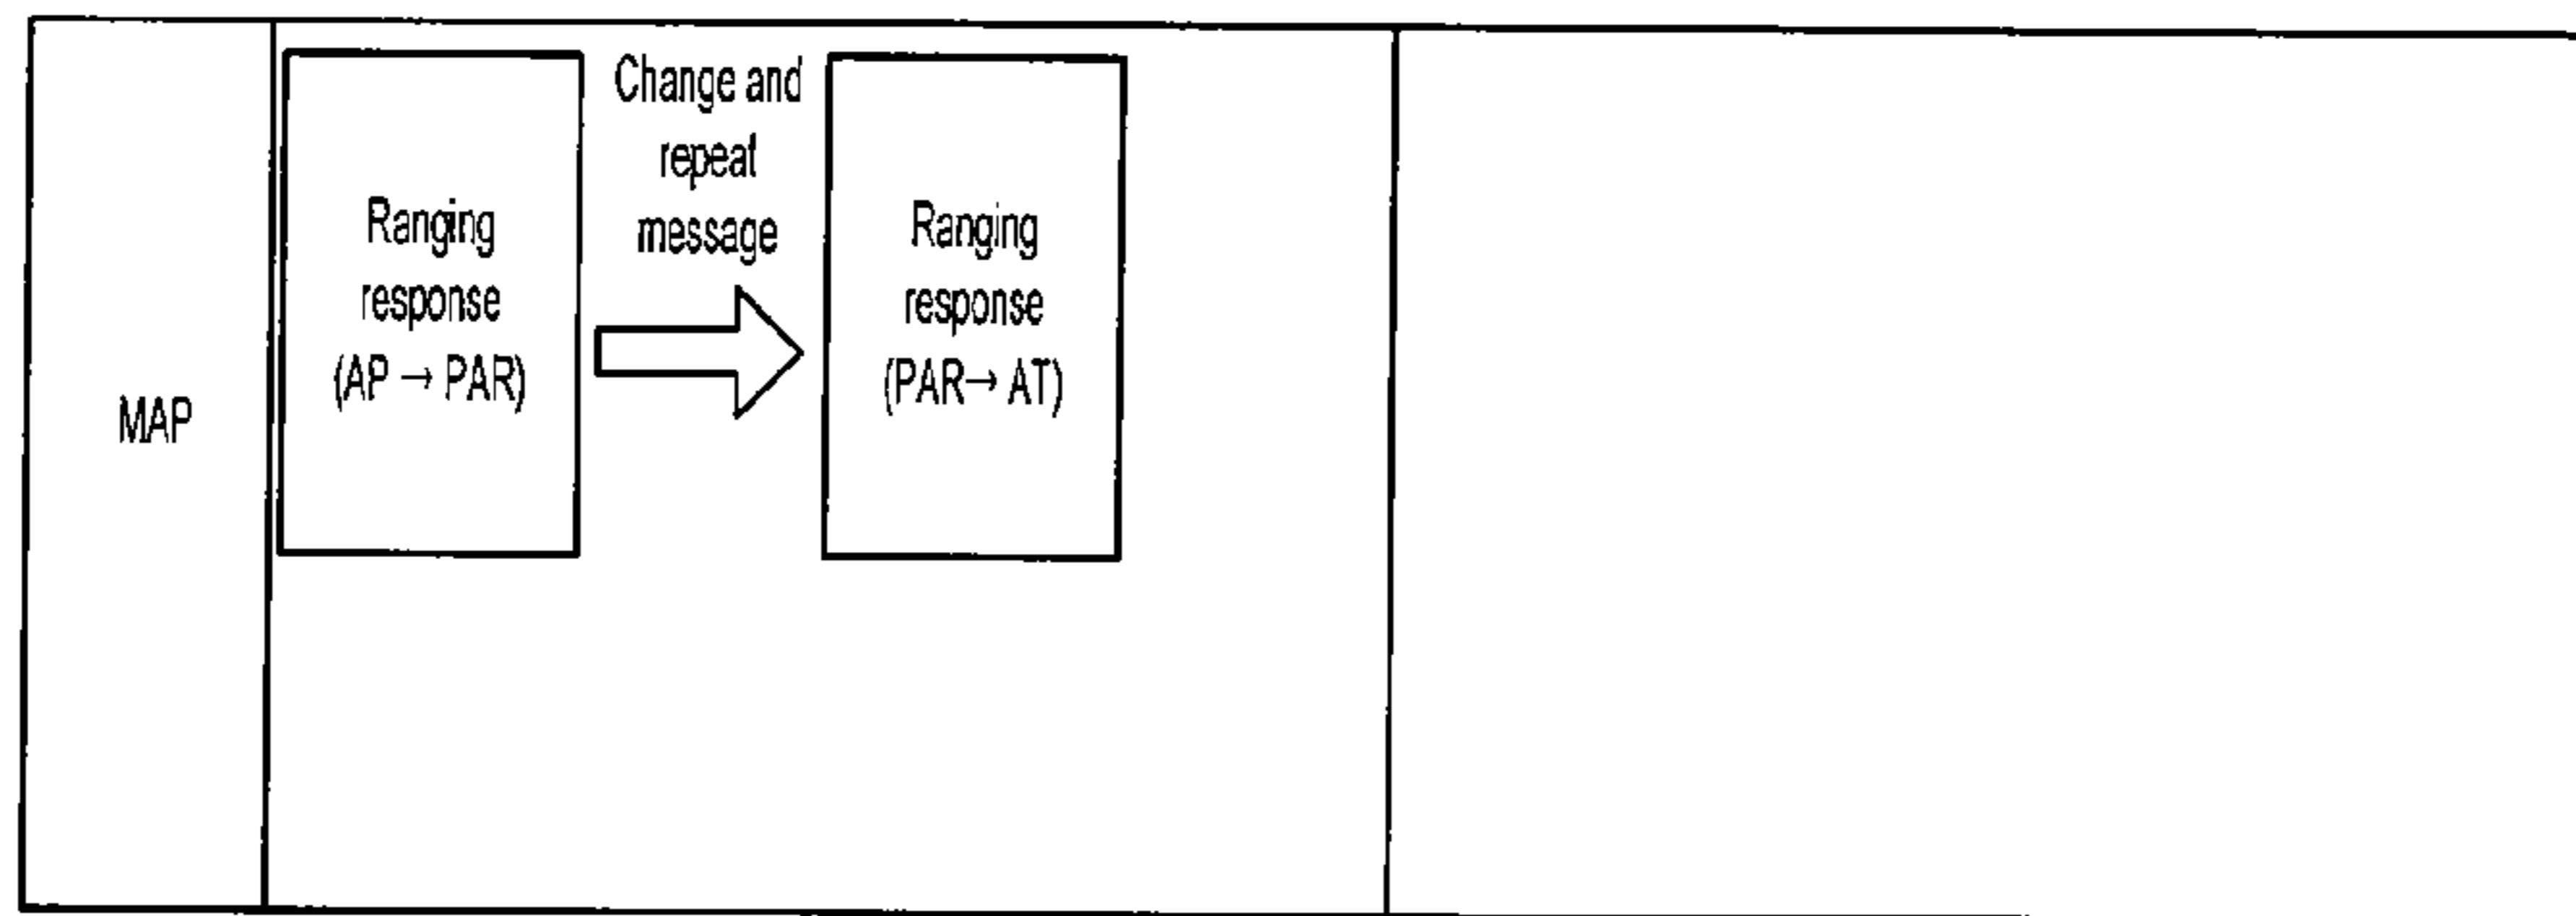 MAP
Ranging
response
(AP → PAR)
Change and
repeat
message
Ranging
response
(PAR→ AT)